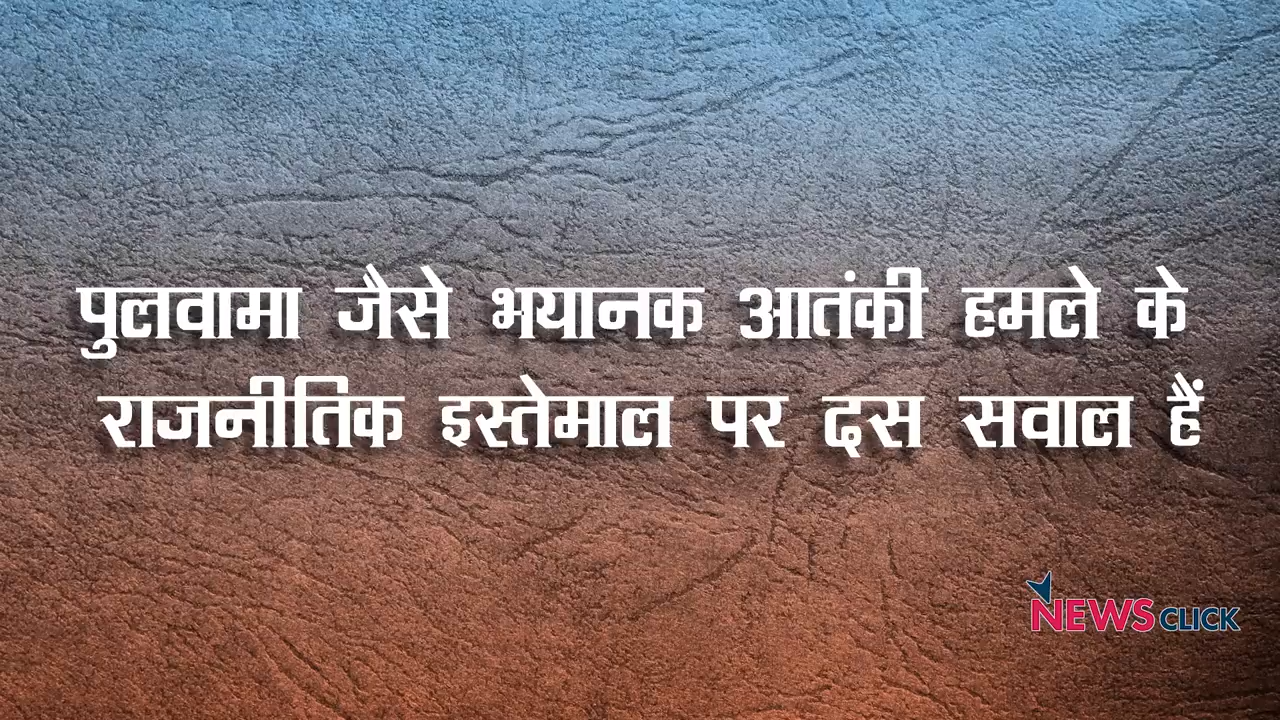 पुलवामा जैसे भयानक आतंकी हमले के
राजनीतिक इस्तेमाल पर दस सवाल हैं
NEWSCLICK